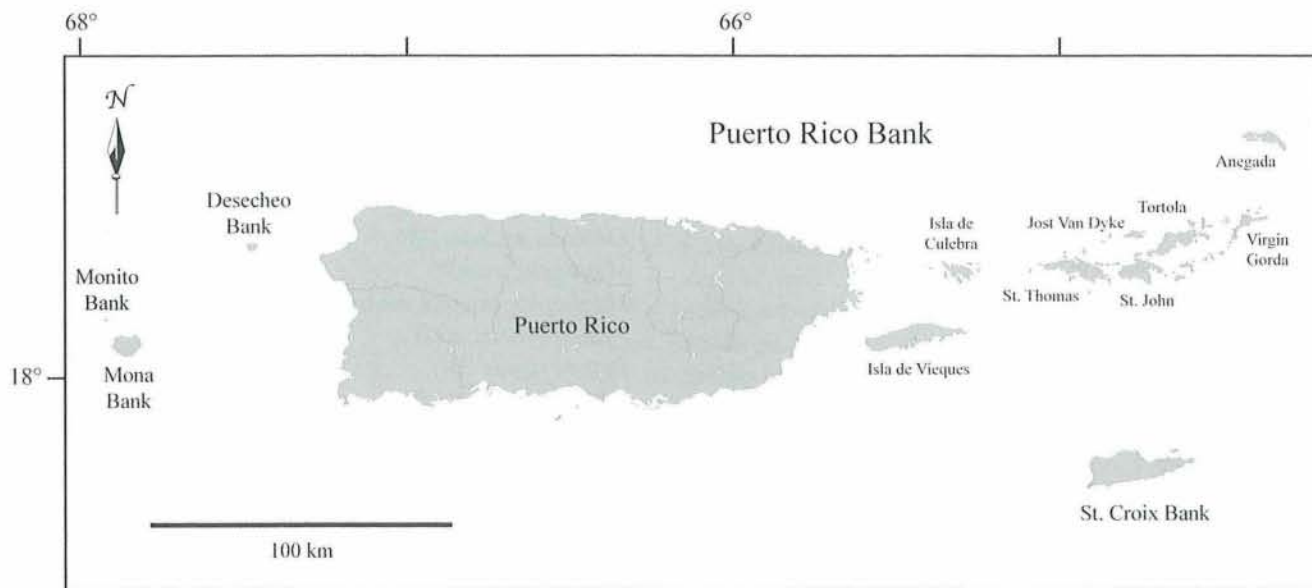 68°
66°
N
Puerto Rico Bank
Anegada
Desecheo
Bank
Isla de
Culebra
Jost Van Dyke
Tortola
Virgin
Gorda
Monito
Bank
St. Thomas
St. John
Puerto Rico
Isla de Vieques
18°
Mona
Bank
St. Croix Bank
100 km